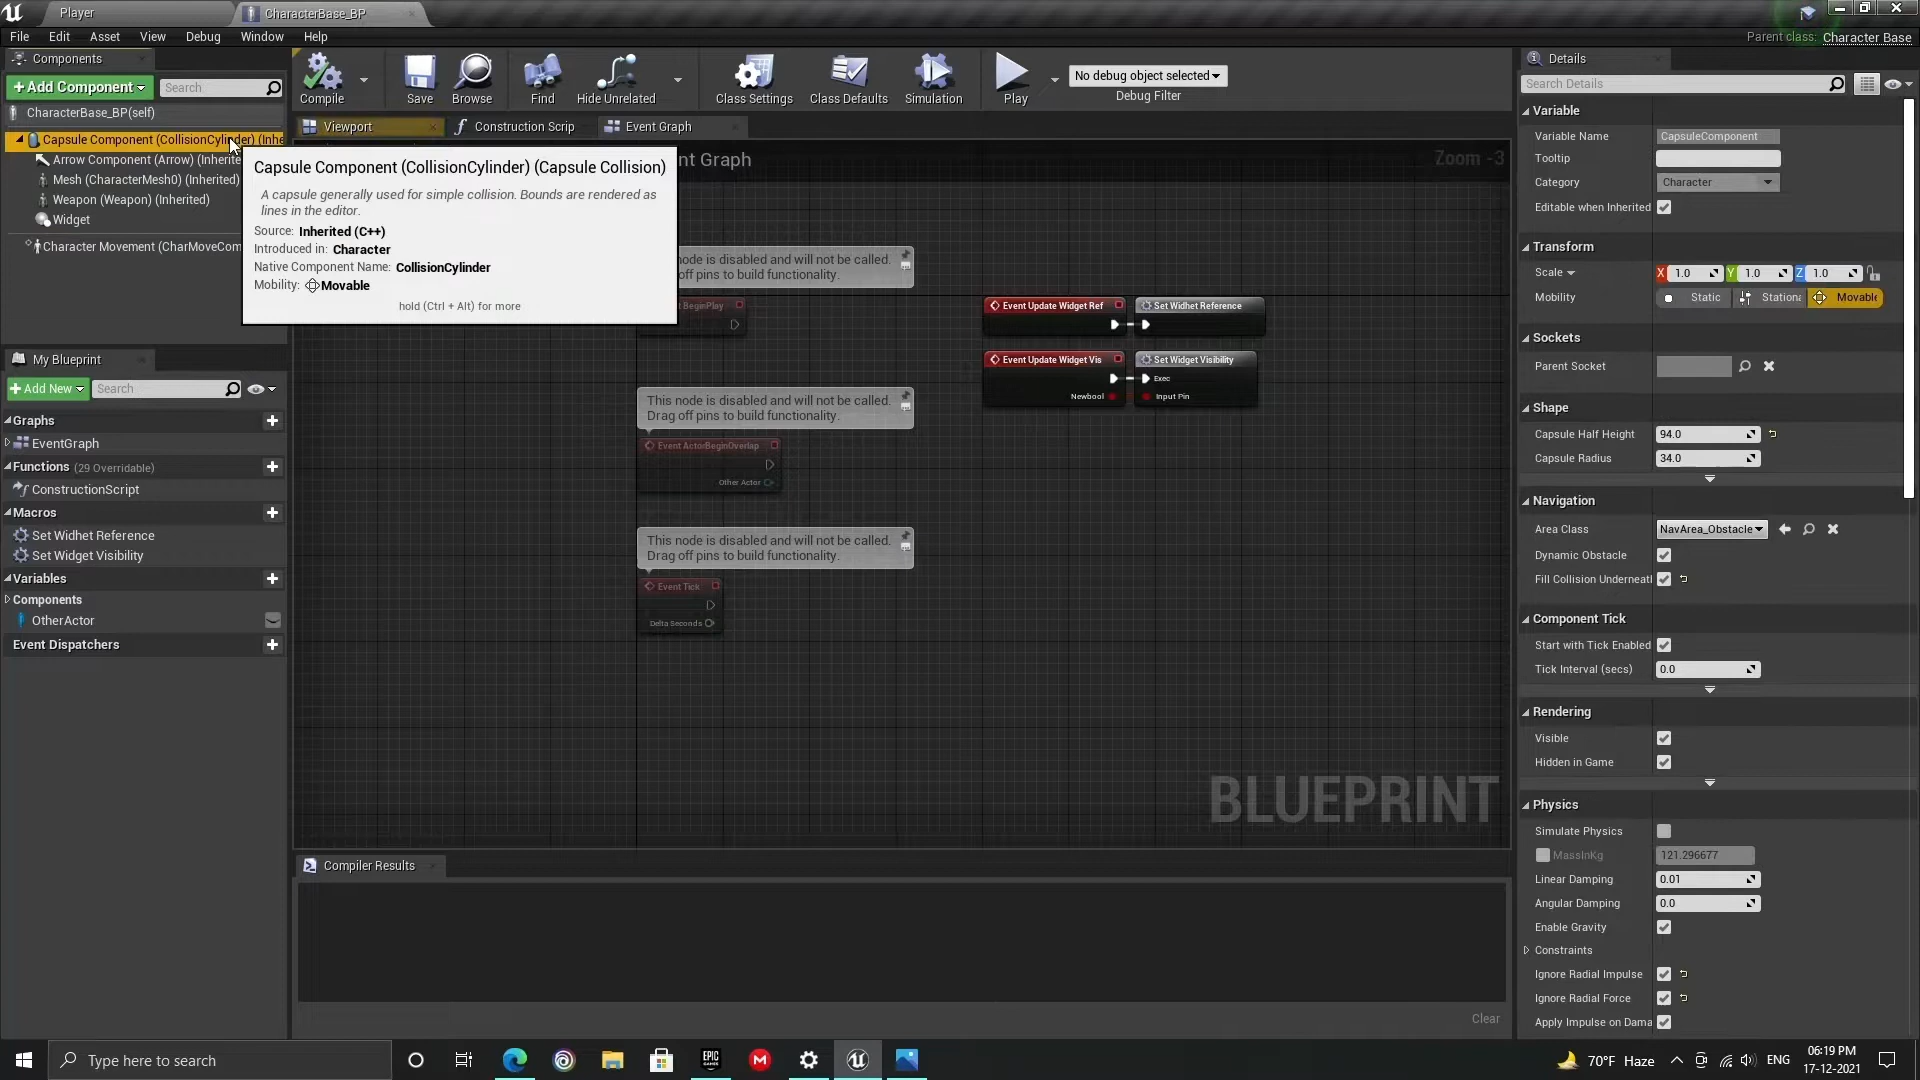 Player
CharacterBase_BP
File Edit Asset View Debug Window Help
Parent class: Character Base
Components
+Add Component
Search
CharacterBase_BP(self)
Capsule Component (CollisionCylinder) (Inhe
Arrow Component (Arrow) (Inherite
Mesh (CharacterMesh0) (Inherited)
Weapon (Weapon) (Inherited)
Widget
Character Movement (CharMoveCom
Compile
Save
Browse
Find
Hide Unrelated
Class Settings
Class Defaults
Simulation
Play
No debug object selected
Debug Filter
Viewport
Construction Scrip
Event Graph
nt Graph
Zoom -3
Capsule Component (CollisionCylinder) (Capsule Collision)
A capsule generally used for simple collision. Bounds are rendered as
lines in the editor.
Source: Inherited (C++)
Introduced in: Character
Native Component Name: CollisionCylinder
Mobility: Movable
hold (Ctrl + Alt) for more
node is disabled and will not be called.
off pins to build functionality.
BeginPlay
Event Update Widget Ref
Set Widhet Reference
Event Update Widget Vis
Newbool
Set Widget Visibility
Exec
Input Pin
This node is disabled and will not be called.
Drag off pins to build functionality.
Event ActorBeginOverlap
Other Actor
This node is disabled and will not be called.
Drag off pins to build functionality.
Event Tick
Delta Seconds
BLUEPRINT
My Blueprint
+Add New
Search
Graphs
EventGraph
Functions (29 Overridable)
ConstructionScript
Macros
Set Widhet Reference
Set Widget Visibility
Variables
Components
OtherActor
Event Dispatchers
Compiler Results
Clear
Details
Search Details
Variable
Variable Name CapsuleComponent
Tooltip
Category Character
Editable when Inherited
Transform
Scale X 1.0 Y 1.0 Z 1.0
Mobility Static Stationa Movable
Sockets
Parent Socket
Shape
Capsule Half Height 94.0
Capsule Radius 34.0
Navigation
Area Class NavArea_Obstacle
Dynamic Obstacle
Fill Collision Underneatl
Component Tick
Start with Tick Enabled
Tick Interval (secs) 0.0
Rendering
Visible
Hidden in Game
Physics
Simulate Physics
MassInKg 121.296677
Linear Damping 0.01
Angular Damping 0.0
Enable Gravity
Constraints
Ignore Radial Impulse
Ignore Radial Force
Apply Impulse on Dama
Type here to search
EPIC GAMES
M
70°F Haze
ENG
06:19 PM
17-12-2021